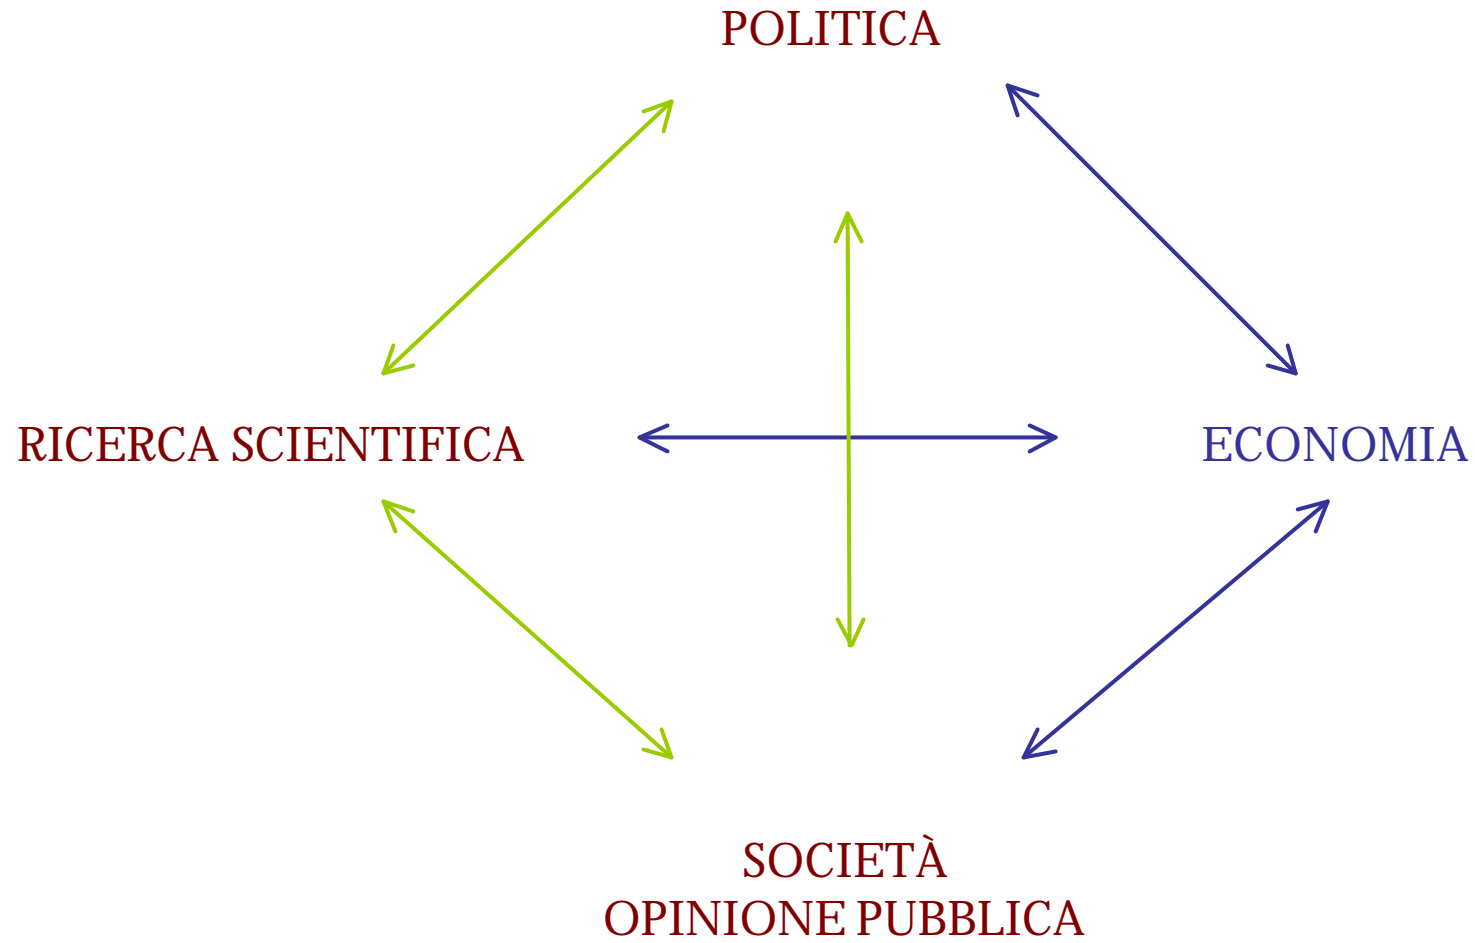 POLITICA
RICERCA SCIENTIFICA
ECONOMIA
SOCIETÀ
OPINIONE PUBBLICA